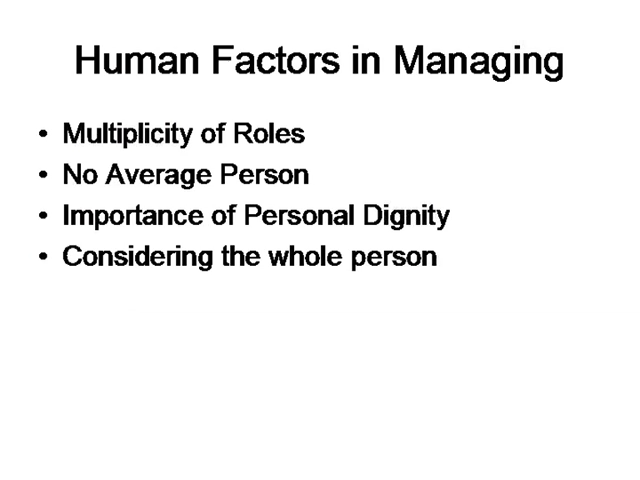 Human Factors in Managing
• Multiplicity of Roles
• No Average Person
• Importance of Personal Dignity
• Considering the whole person